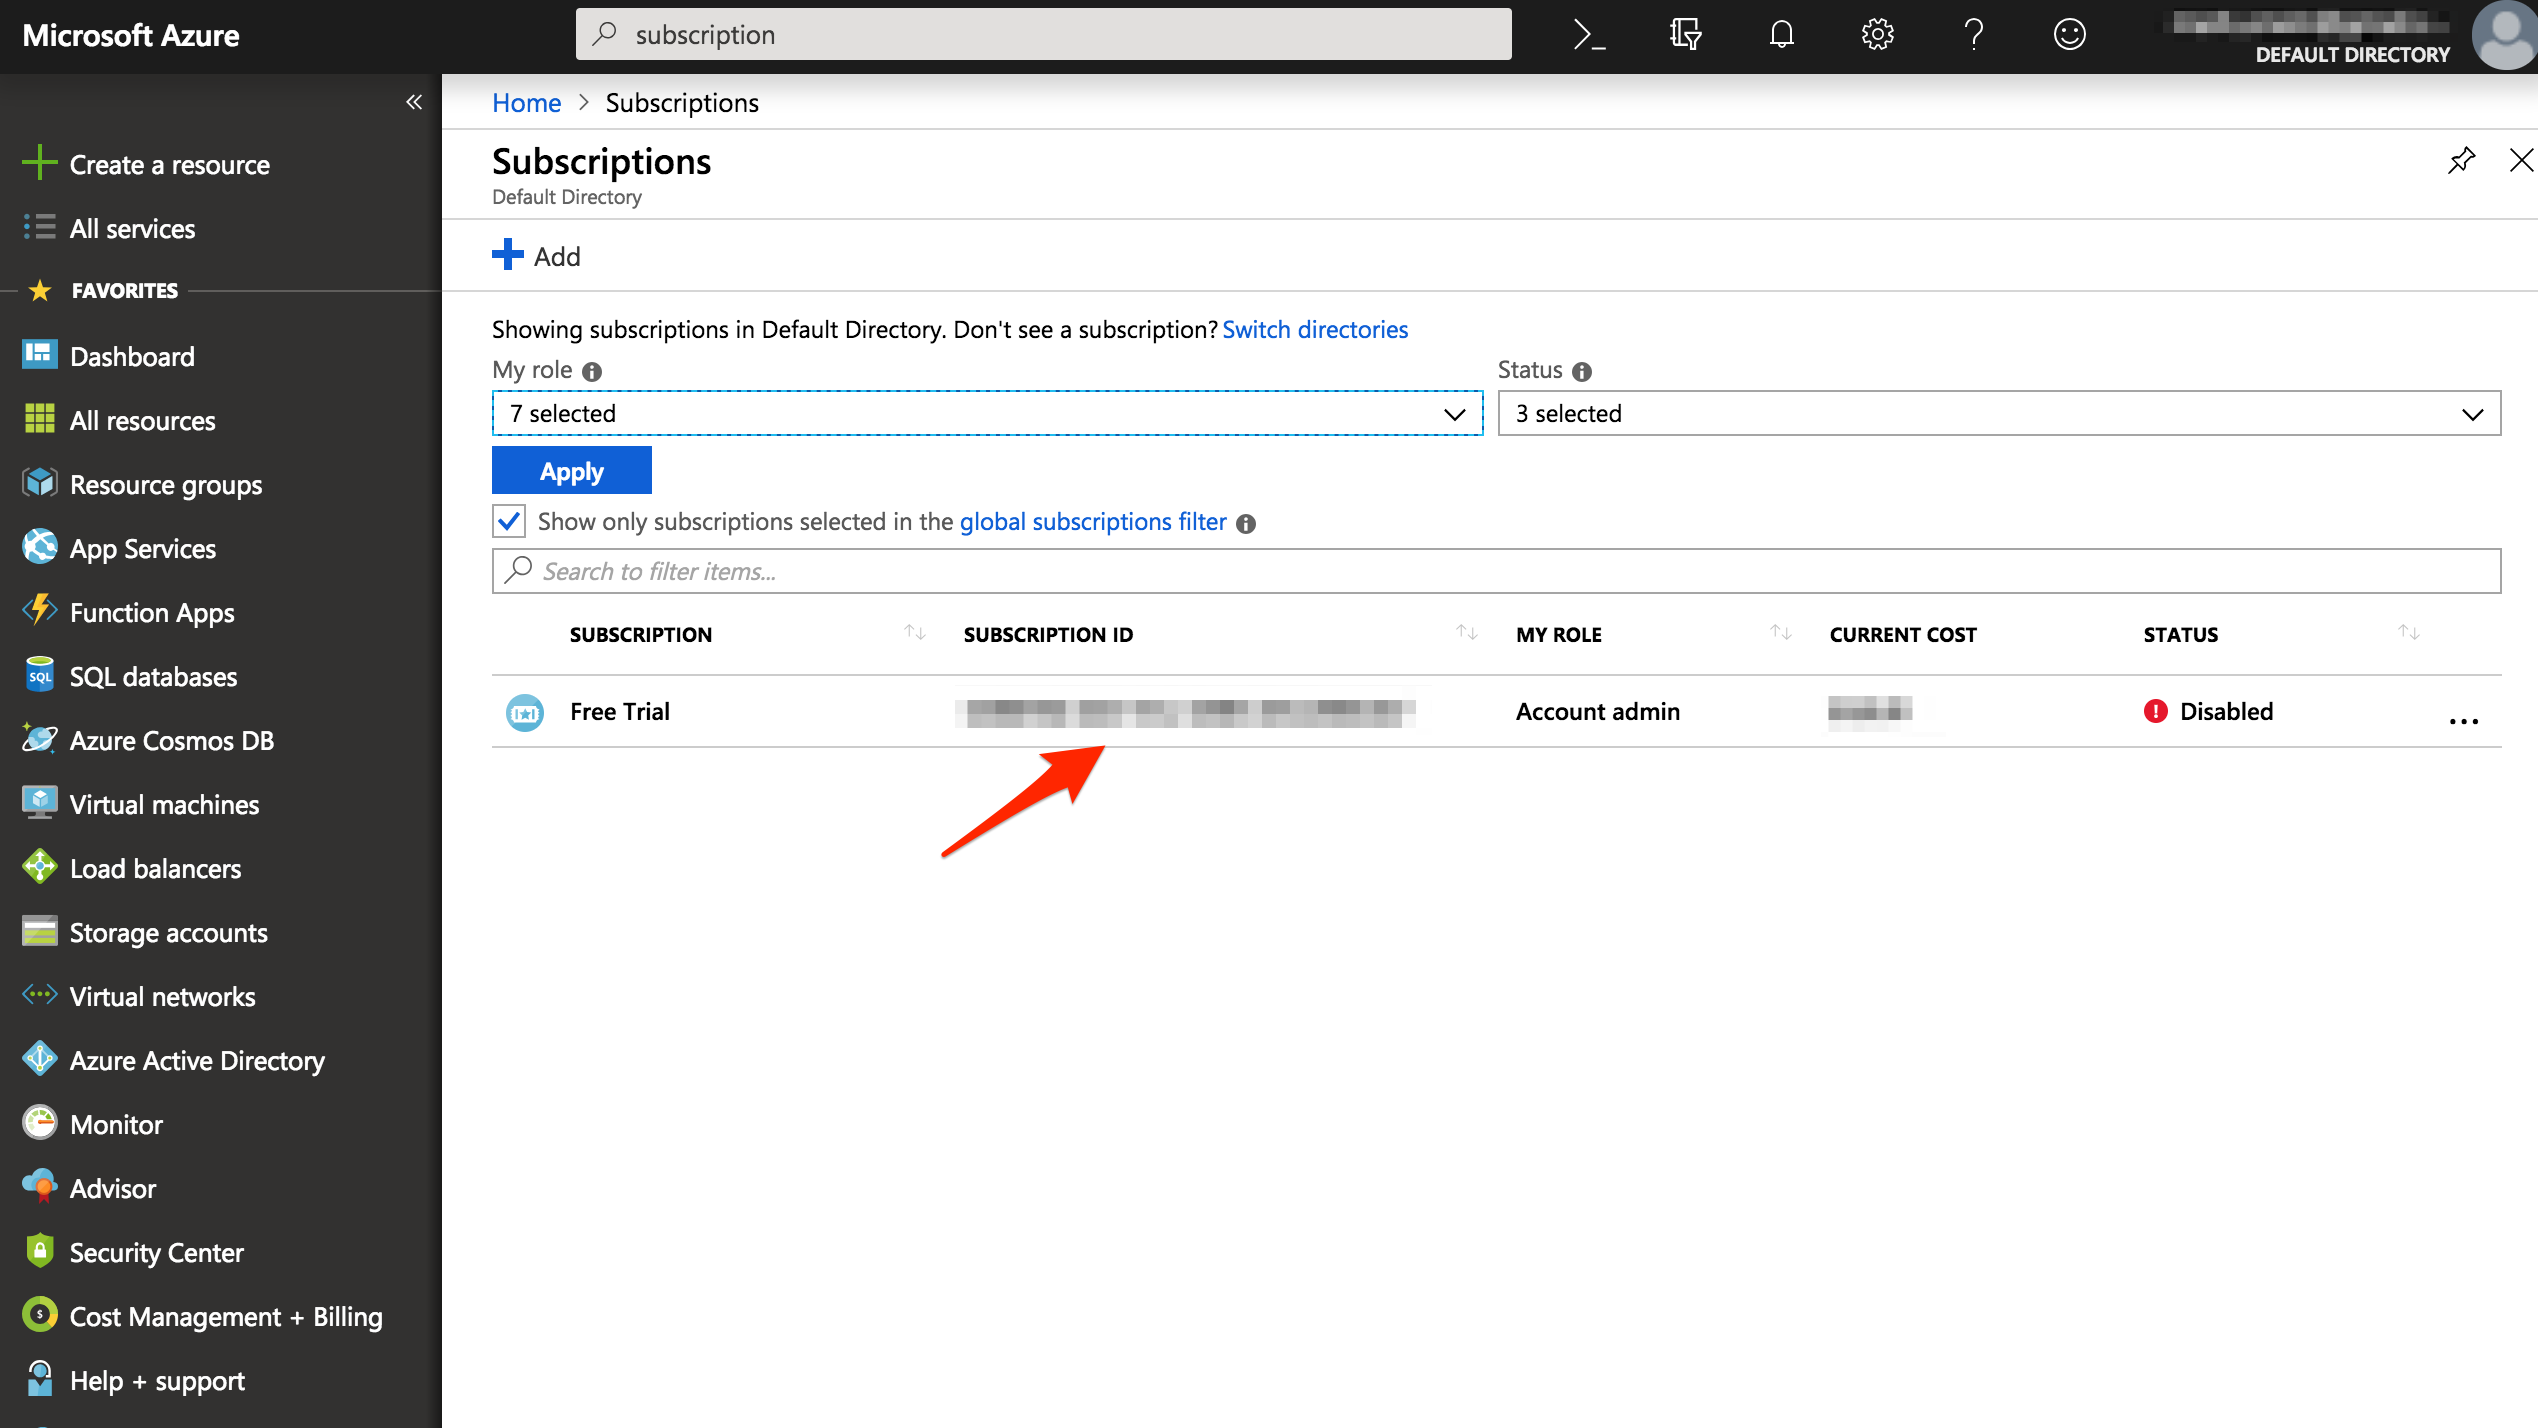 Microsoft Azure
subscription
DEFAULT DIRECTORY
Create a resource
All services
FAVORITES
Dashboard
All resources
Resource groups
App Services
Function Apps
SQL databases
Azure Cosmos DB
Virtual machines
Load balancers
Storage accounts
Virtual networks
Azure Active Directory
Monitor
Advisor
Security Center
Cost Management + Billing
Help + support
Home > Subscriptions
Subscriptions
Default Directory
Add
Showing subscriptions in Default Directory. Don't see a subscription? Switch directories
My role Status
7 selected 3 selected
Apply
Show only subscriptions selected in the global subscriptions filter
Search to filter items...
SUBSCRIPTION SUBSCRIPTION ID MY ROLE CURRENT COST STATUS
Free Trial Account admin Disabled ...